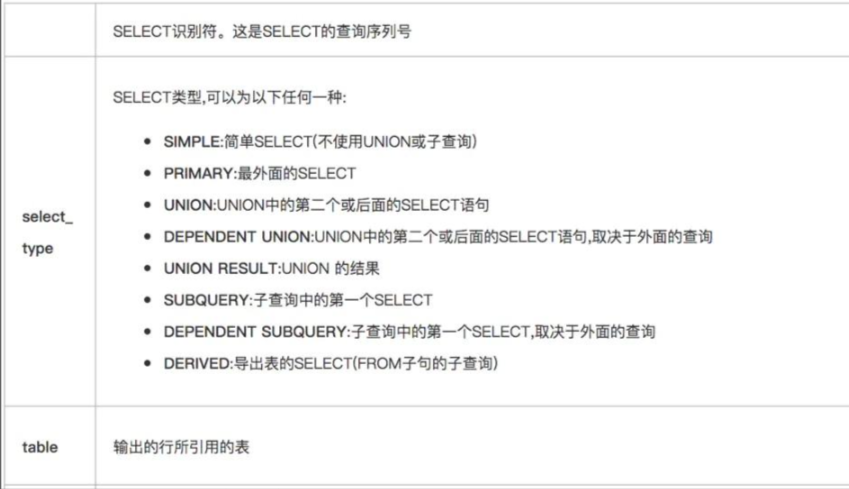 SELECT识别符。这是SELECT的查询序列号
select_
type
SELECT类型,可以为以下任何一种:
SIMPLE:简单SELECT(不使用UNION或子查询)
PRIMARY:最外面的SELECT
UNION:UNION中的第二个或后面的SELECT语句
DEPENDENT UNION:UNION中的第二个或后面的SELECT语句,取决于外面的查询
UNION RESULT:UNION 的结果
SUBQUERY:子查询中的第一个SELECT
DEPENDENT SUBQUERY:子查询中的第一个SELECT,取决于外面的查询
DERIVED:导出表的SELECT(FROM子句的子查询)
table
输出的行所引用的表